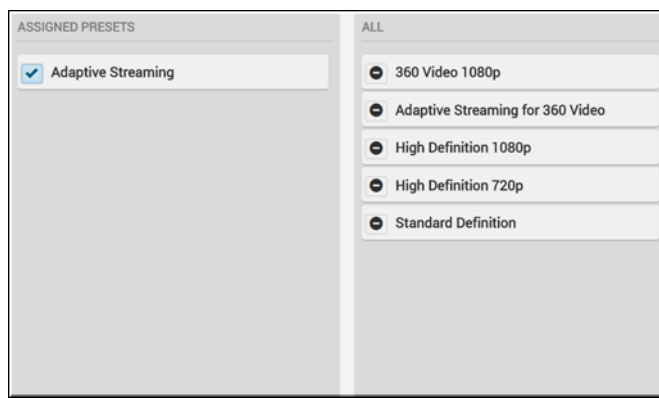 ASSIGNED PRESETS
Adaptive Streaming
ALL
360 Video 1080p
Adaptive Streaming for 360 Video
High Definition 1080p
High Definition 720p
Standard Definition